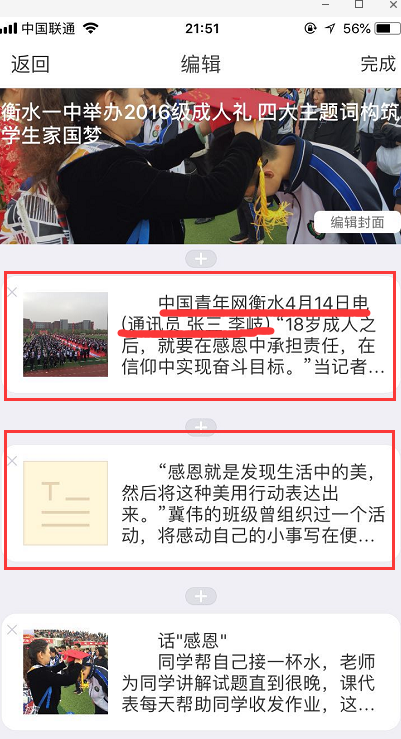 中国联通
21:51
56%
返回
编辑
完成
衡水一中举办2016级成人礼 四大主题词构筑
学生家国梦
编辑封面
中国青年网衡水4月14日电
(通讯员 张三 李岐) “18岁成人之
后，就要在感恩中承担责任，在
信仰中实现奋斗目标。”当记者...
T
“感恩就是发现生活中的美，
然后将这种美用行动表达出
来。”冀伟的班级曾组织过一个活
动，将感动自己的小事写在便...
话"感恩"
同学帮自己接一杯水，老师
为同学讲解试题直到很晚，课代
表每天帮助同学收发作业，这...